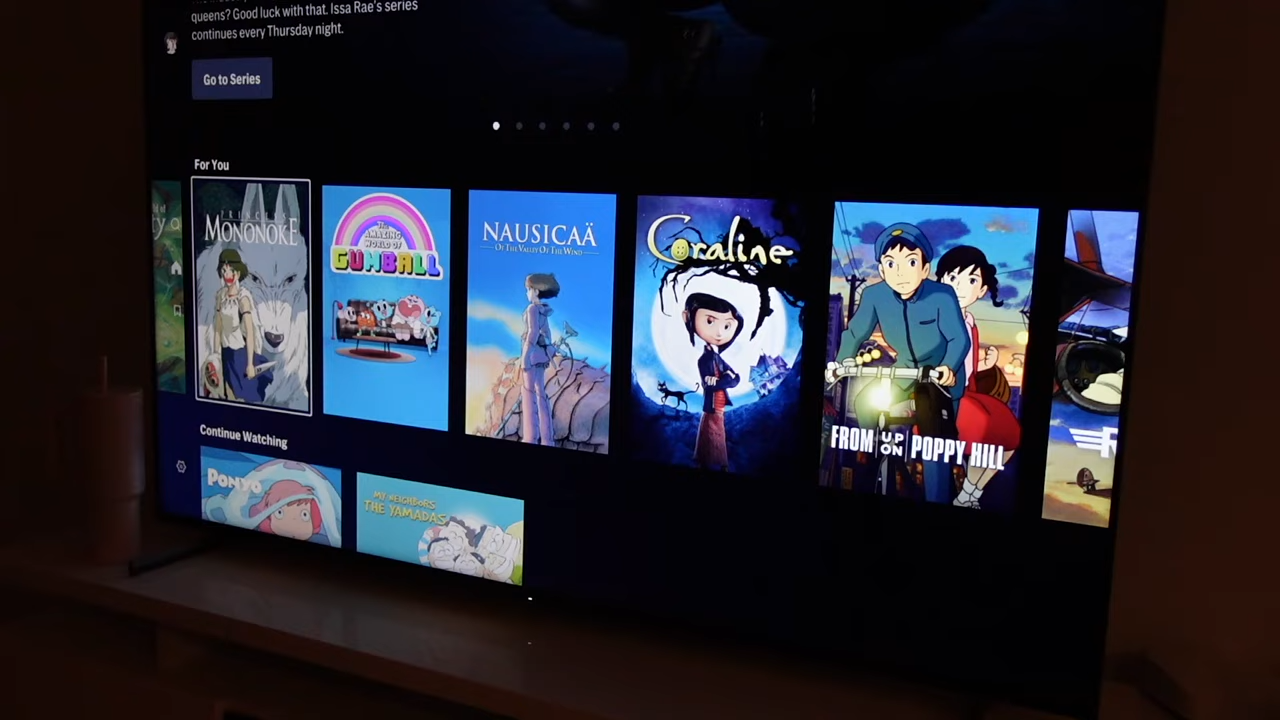 queens? Good luck with that. Issa Rae's series
continues every Thursday night.
Go to Series
For You
PRINCESS
MONONOKE
The
AMAZING
WORLD OF
GUMBALL
NAUSICAÄ
OF THE VALLEY OF THE WIND
Coraline
FROM UP ON POPPY HILL
Continue Watching
PONYO
MY NEIGHBORS
THE YAMADAS